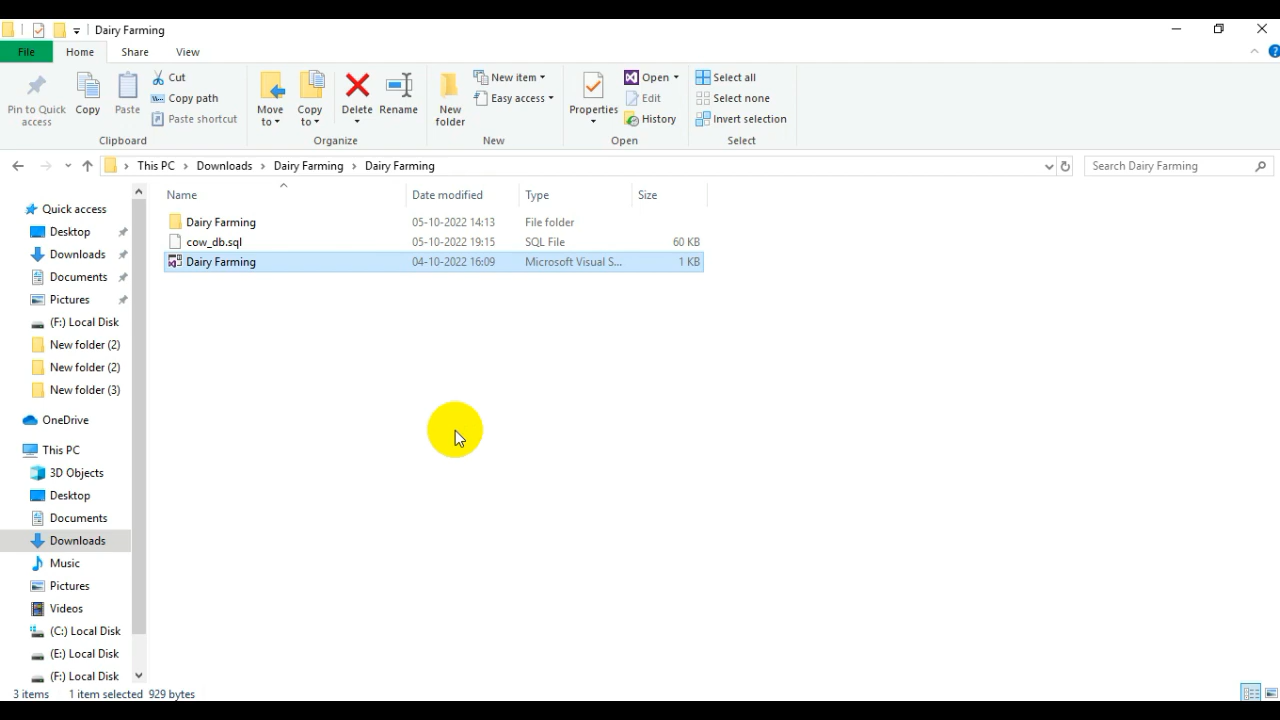 Dairy Farming
File Home Share View
Pin to Quick access
Copy
Paste
Cut
Copy path
Paste shortcut
Clipboard
Move to
Copy to
Delete
Rename
Organize
New folder
New item
Easy access
New
Properties
Open
Edit
History
Open
Select all
Select none
Invert selection
Select
This PC Downloads Dairy Farming Dairy Farming
Search Dairy Farming
Name Date modified Type Size
Dairy Farming 05-10-2022 14:13 File folder
cow_db.sql 05-10-2022 19:15 SQL File 60 KB
Dairy Farming 04-10-2022 16:09 Microsoft Visual S... 1 KB
Quick access
Desktop
Downloads
Documents
Pictures
(F:) Local Disk
New folder (2)
New folder (2)
New folder (3)
OneDrive
This PC
3D Objects
Desktop
Documents
Downloads
Music
Pictures
Videos
(C:) Local Disk
(E:) Local Disk
(F:) Local Disk
3 items 1 item selected 929 bytes